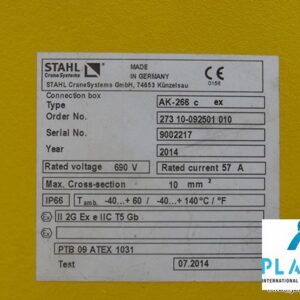 STAHL
CraneSystems
MADE
IN GERMANY
CE
0158
STAHL CraneSystems GmbH, 74653 Künzelsau
Connection box
Type AK-266 c ex
Order No. 273 10-092501 010
Serial No. 9002217
Year 2014
Rated voltage 690 V Rated current 57 A
Max. Cross-section 10 mm²
IP66 Tamb. -40...+ 60 / -40...+140°C / °F
Ex II 2G Ex e IIC T5 Gb
Ex
PTB 09 ATEX 1031
Test 07.2014
PLA